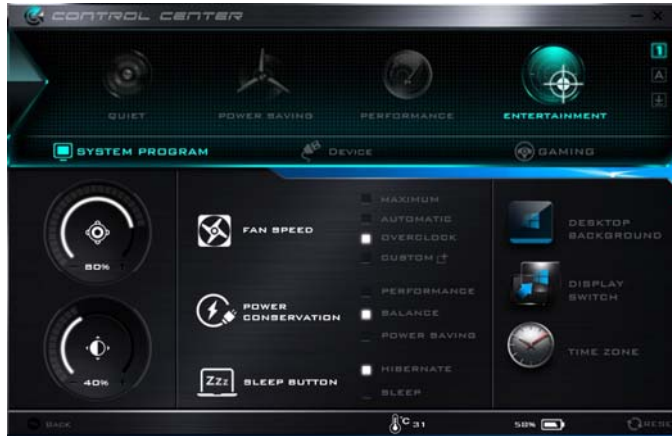 CONTROL CENTER
1
A
QUIET
POWER SAVING
PERFORMANCE
ENTERTAINMENT
SYSTEM PROGRAM
DEVICE
GAMING
80%
FAN SPEED
MAXIMUM
AUTOMATIC
OVERCLOCK
CUSTOM
DESKTOP
BACKGROUND
POWER
CONSERVATION
PERFORMANCE
BALANCE
POWER SAVING
DISPLAY
SWITCH
40%
Zzz
SLEEP BUTTON
HIBERNATE
SLEEP
TIME ZONE
BACK
°C 31
58%